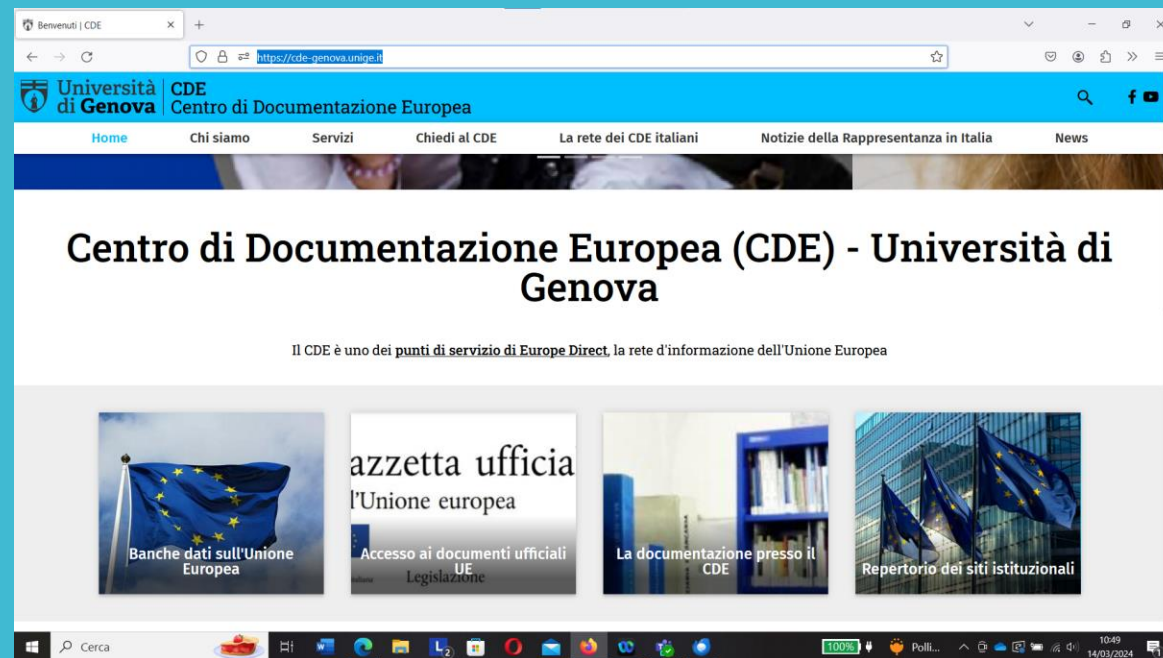 Benvenuti | CDE
https://cde-genova.unige.it
Università
di Genova
CDE
Centro di Documentazione Europea
Home Chi siamo Servizi Chiedi al CDE La rete dei CDE italiani Notizie della Rappresentanza in Italia News
Centro di Documentazione Europea (CDE) - Università di
Genova
Il CDE è uno dei punti di servizio di Europe Direct, la rete d'informazione dell'Unione Europea
azzetta ufficia
l'Unione europea
Legislazione
Banche dati sull'Unione
Europea
Accesso ai documenti ufficiali
UE
La documentazione presso il
CDE
Repertorio dei siti istituzionali
Cerca
100%
Polli...
10:49
14/03/2024